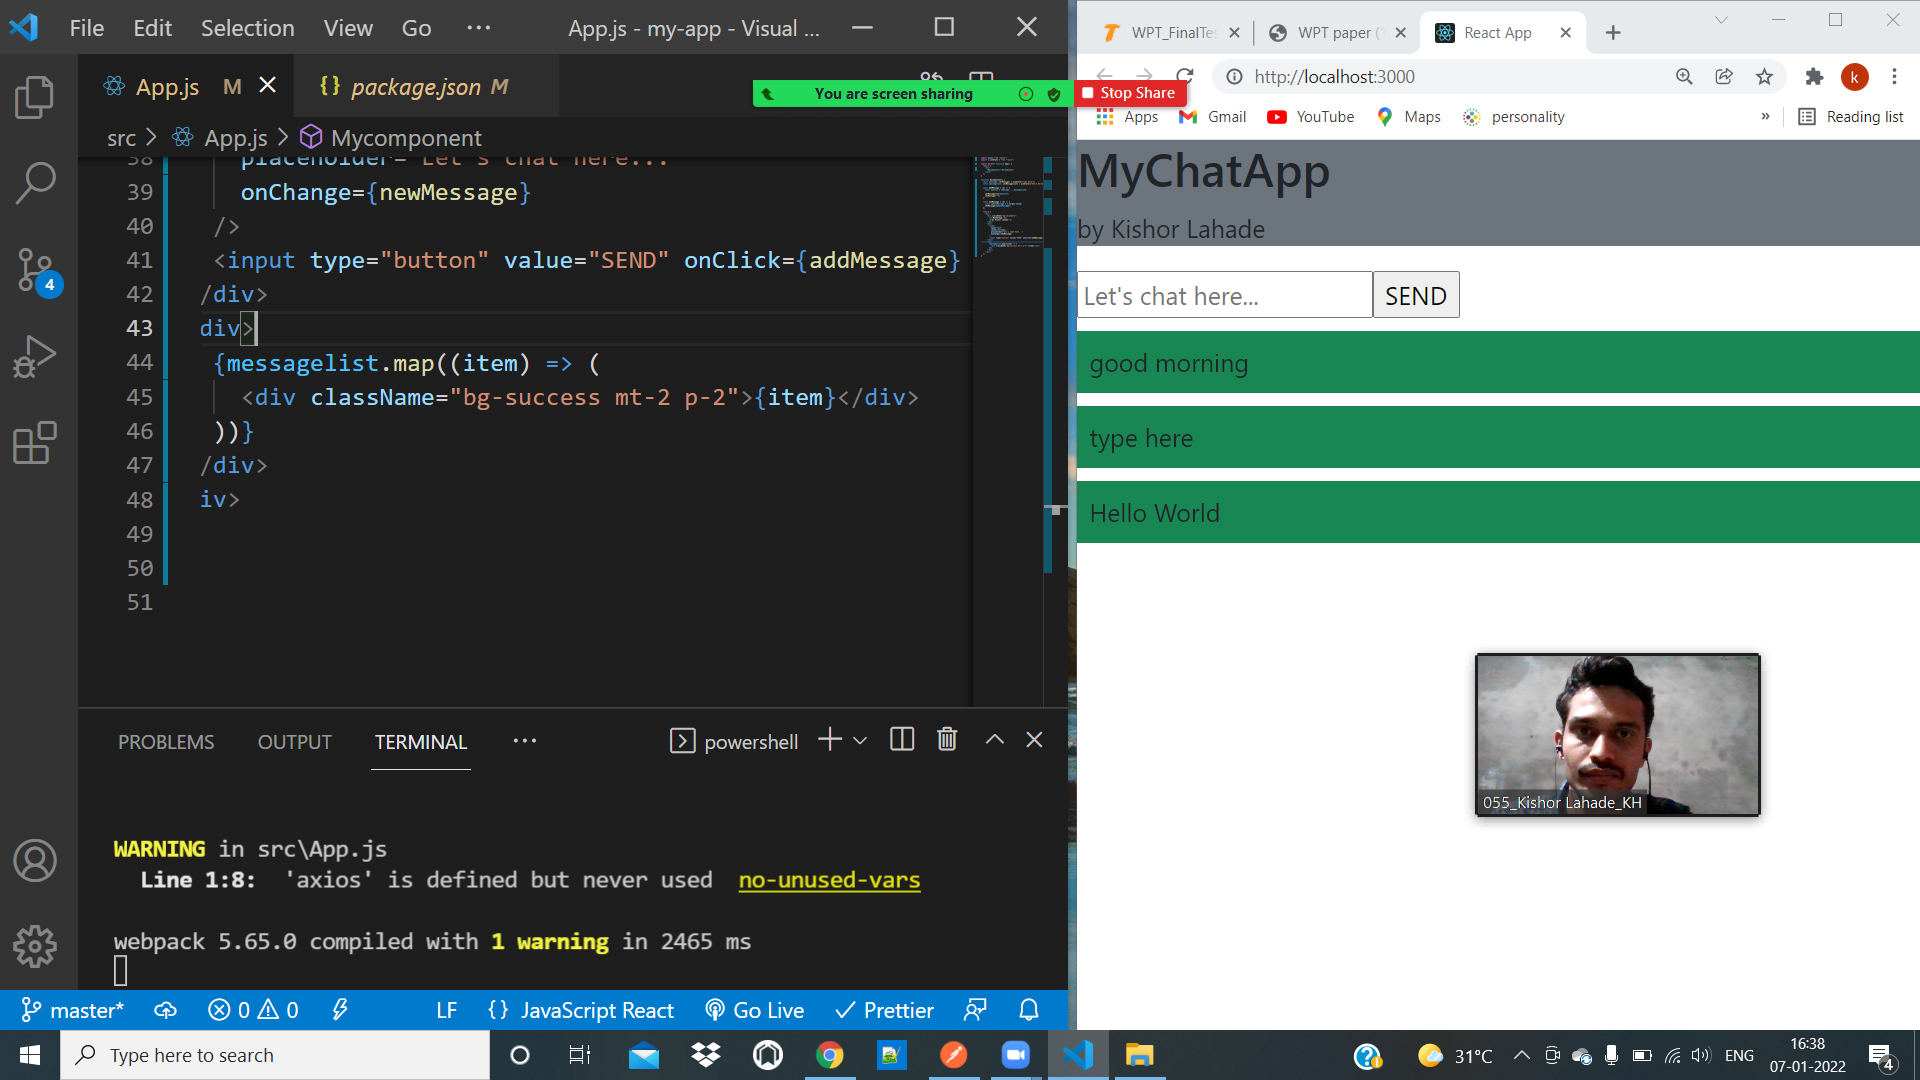 File Edit Selection View Go ··· App.js - my-app - Visual ...
App.js M
{} package.json M
src > App.js > Mycomponent
38 placeholder="Let's chat here...
39 onChange={newMessage}
40 />
41 <input type="button" value="SEND" onClick={addMessage}
42 /div>
43 div>
44 {messagelist.map((item) => (
45 <div className="bg-success mt-2 p-2">{item}</div>
46 ))}
47 /div>
48 iv>
49
50
51
4
PROBLEMS OUTPUT TERMINAL ··· powershell
WARNING in src\App.js
Line 1:8: 'axios' is defined but never used no-unused-vars
webpack 5.65.0 compiled with 1 warning in 2465 ms
master* 0 0 LF {} JavaScript React Go Live Prettier
You are screen sharing Stop Share
WPT_FinalTes WPT paper ( React App
http://localhost:3000 k
Apps Gmail YouTube Maps personality » Reading list
MyChatApp
by Kishor Lahade
Let's chat here... SEND
good morning
type here
Hello World
055_Kishor Lahade_KH
Type here to search 31°C ENG 16:38
07-01-2022 4